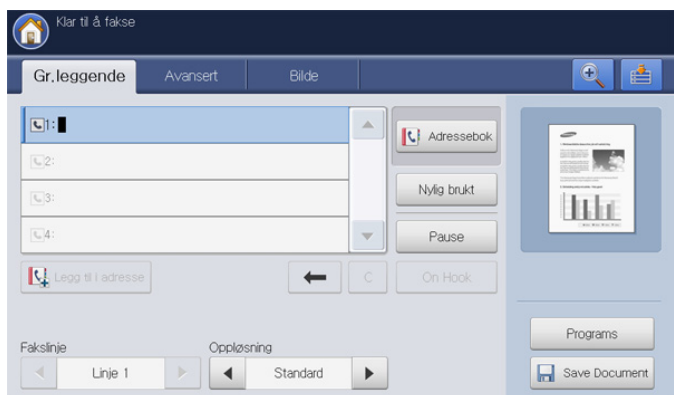 Klar til å fakse
Gr.leggende
Avansert
Bilde
1:
2:
3:
4:
Adressebok
Nylig brukt
Pause
Legg til i adresse
C
On Hook
Fakslinje
Oppløsning
Linje 1
Standard
Programs
Save Document